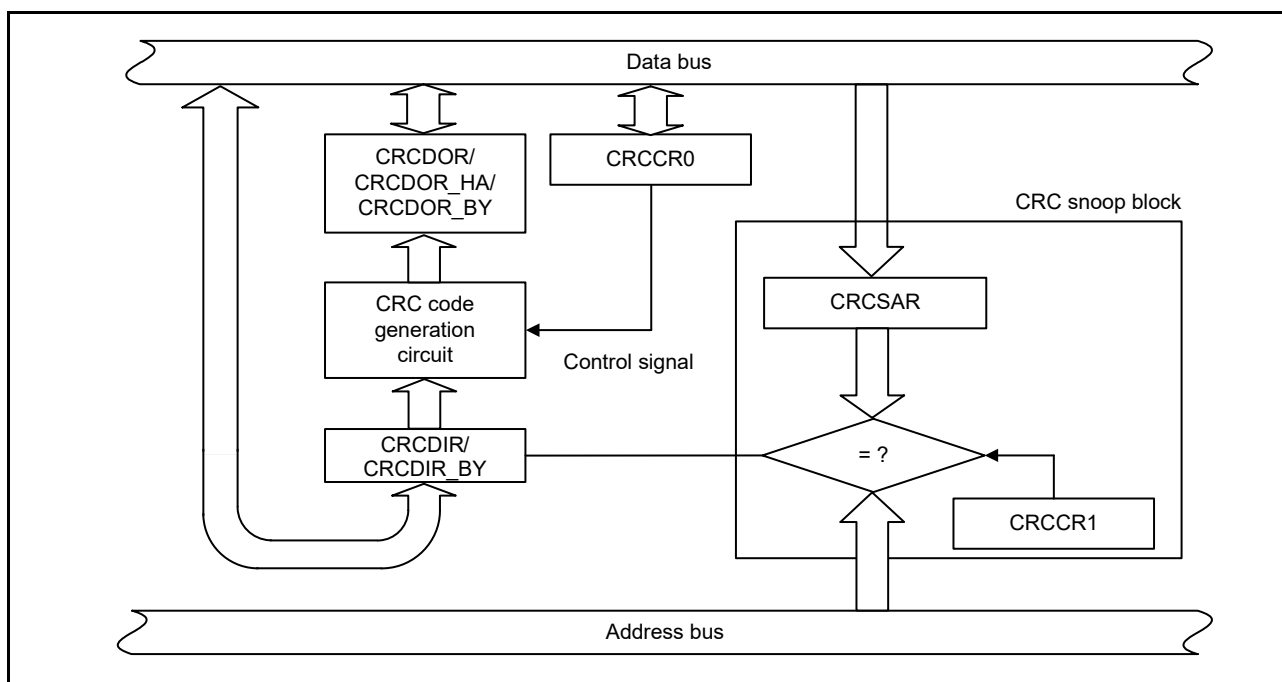 Data bus
CRCDOR/
CRCDOR_HA/
CRCDOR_BY
CRCCR0
CRC snoop block
CRCSAR
CRC code
generation
circuit
Control signal
CRCDIR/
CRCDIR_BY
= ?
CRCCR1
Address bus